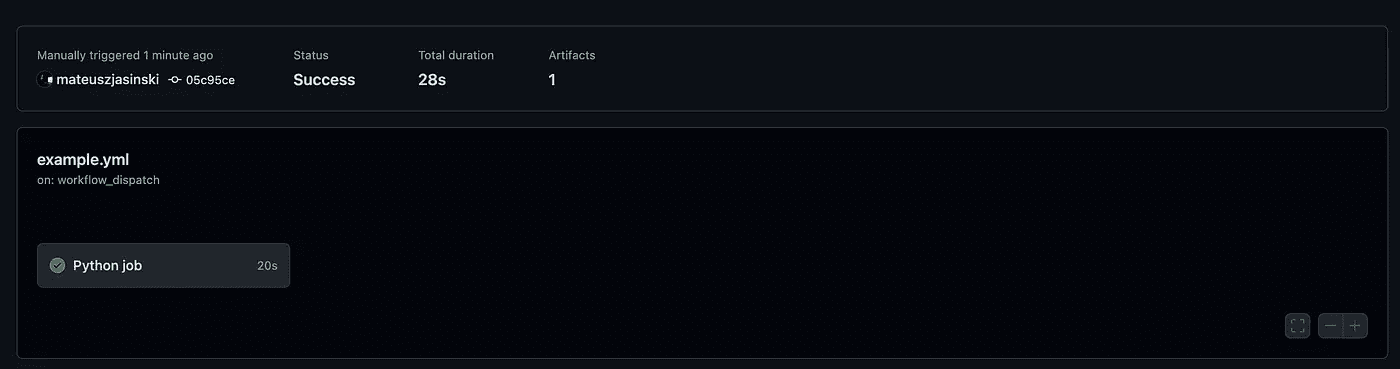 Manually triggered 1 minute ago
mateuszjasinski 05c95ce
Status
Success
Total duration
28s
Artifacts
1
example.yml
on: workflow_dispatch
Python job 20s